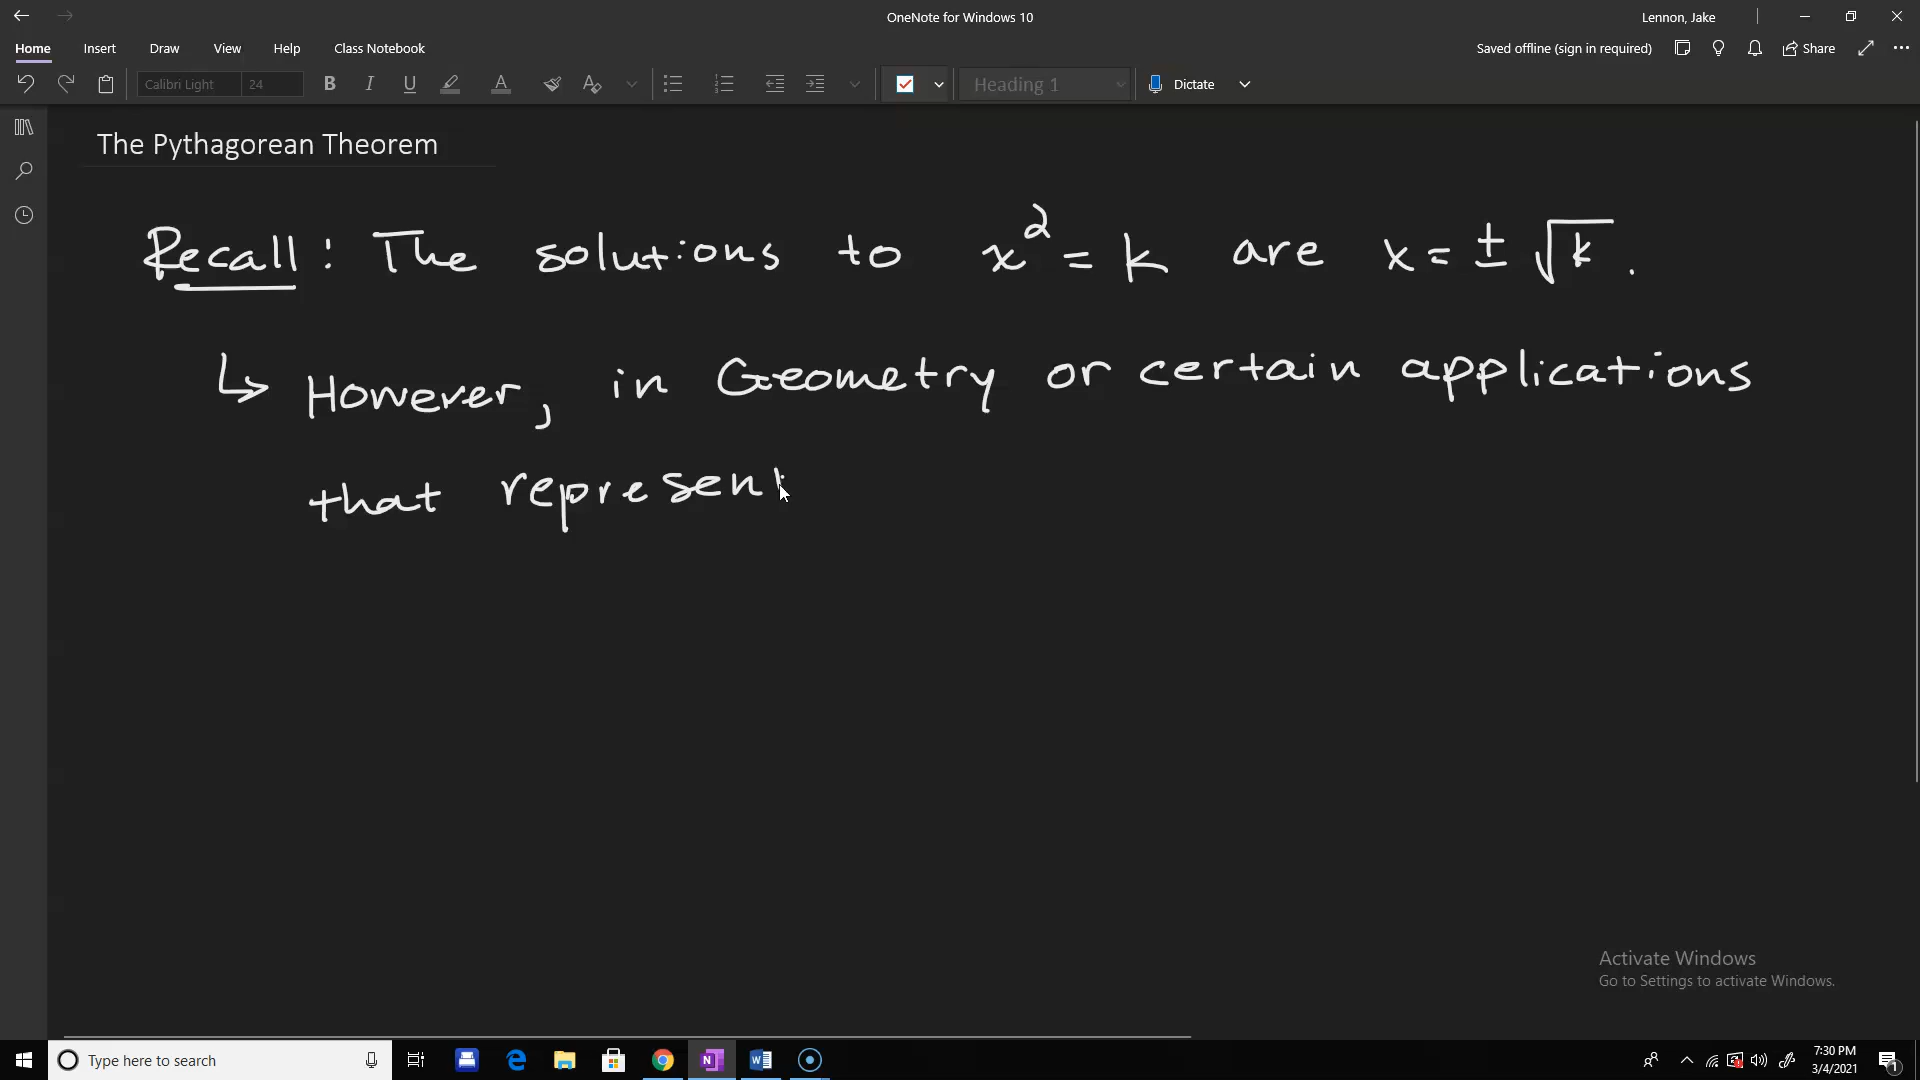 OneNote for Windows 10
Lennon, Jake
Home Insert Draw View Help Class Notebook
Saved offline (sign in required) Share
Calibri Light 24 B I U A Heading 1 Dictate
The Pythagorean Theorem
Recall: The solutions to x² = k are x = ± √k.
↳ However, in Geometry or certain applications
that represent
Activate Windows
Go to Settings to activate Windows.
Type here to search
7:30 PM
3/4/2021
1